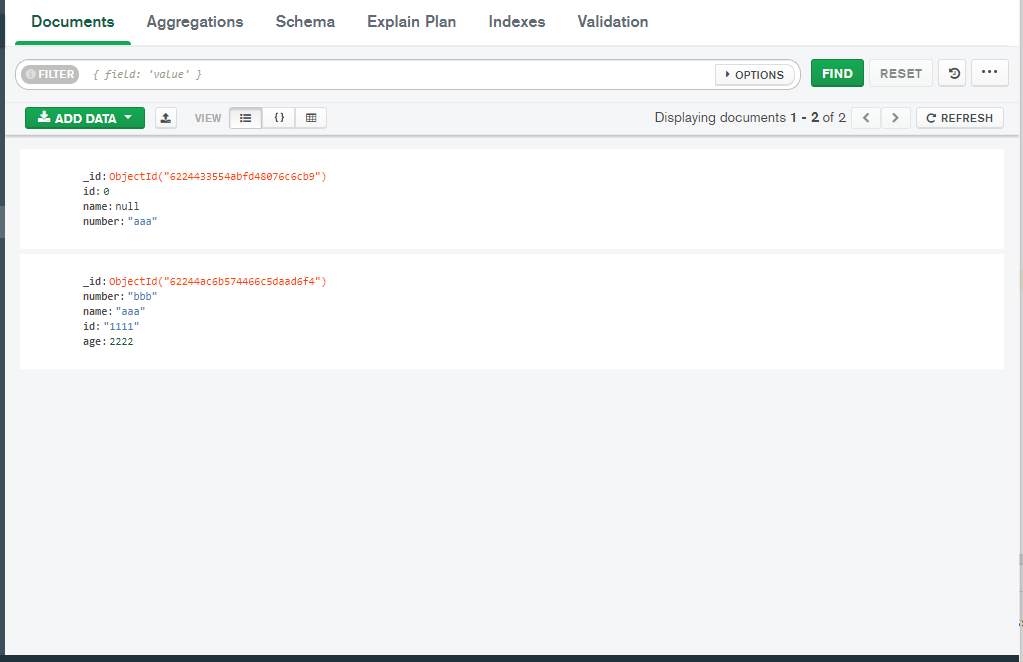 Documents Aggregations Schema Explain Plan Indexes Validation
FILTER { field: 'value' } OPTIONS FIND RESET ...
ADD DATA VIEW {} Displaying documents 1 - 2 of 2 < > REFRESH
_id: ObjectId("6224433554abfd48076c6cb9")
id: 0
name: null
number: "aaa"
_id: ObjectId("62244ac6b574466c5daad6f4")
number: "bbb"
name: "aaa"
id: "1111"
age: 2222